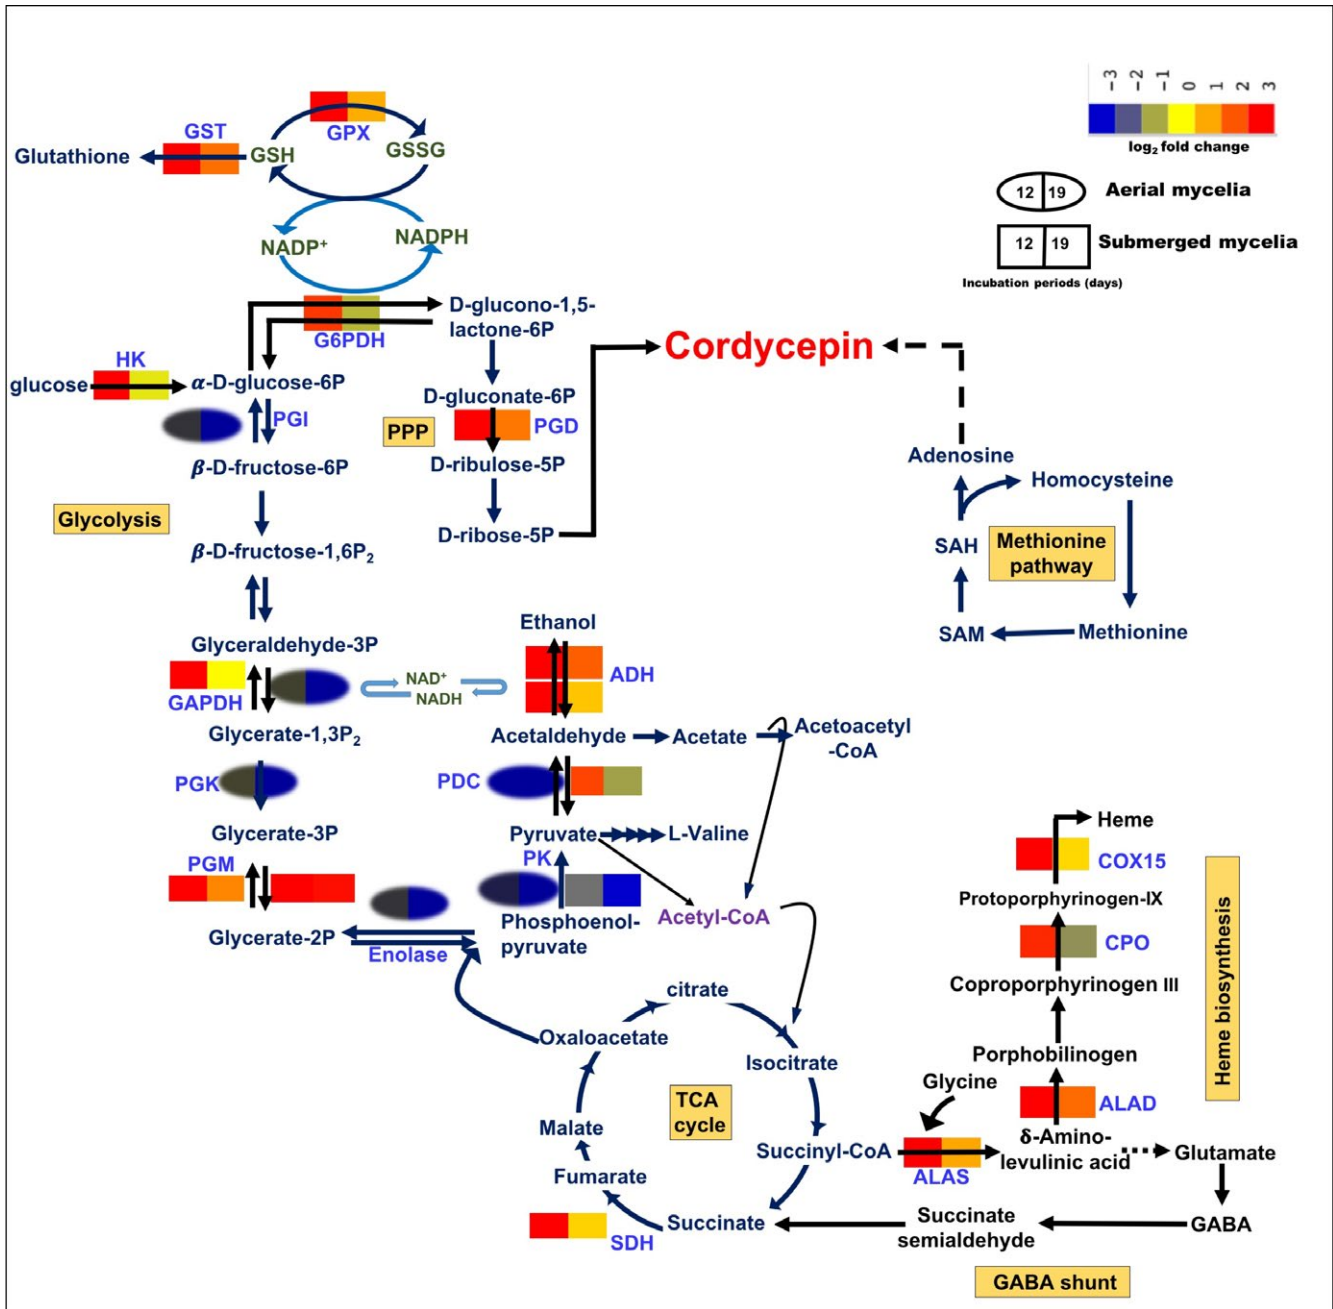 -3 -2 -1 0 1 2 3
log₂ fold change
12 19 Aerial mycelia
12 19 Submerged mycelia
Incubation periods (days)
GPX
GST
Glutathione
GSH
GSSG
NADP⁺
NADPH
G6PDH
D-glucono-1,5-
lactone-6P
Cordycepin
HK
glucose
α-D-glucose-6P
PGI
D-gluconate-6P
PPP
PGD
β-D-fructose-6P
D-ribulose-5P
Glycolysis
D-ribose-5P
β-D-fructose-1,6P₂
Adenosine
Homocysteine
SAH
Methionine
pathway
SAM
Methionine
Glyceraldehyde-3P
GAPDH
NAD⁺
NADH
Ethanol
ADH
Glycerate-1,3P₂
Acetaldehyde
Acetate
Acetoacetyl
-CoA
PGK
PDC
Glycerate-3P
Pyruvate
L-Valine
PGM
PK
Glycerate-2P
Enolase
Phosphoenol-
pyruvate
Acetyl-CoA
Heme
COX15
Protoporphyrinogen-IX
CPO
Coproporphyrinogen III
Porphobilinogen
Heme biosynthesis
Glycine
ALAD
δ-Amino-
levulinic acid
Glutamate
ALAS
citrate
Oxaloacetate
Isocitrate
TCA
cycle
Malate
Succinyl-CoA
Fumarate
SDH
Succinate
Succinate
semialdehyde
GABA
GABA shunt